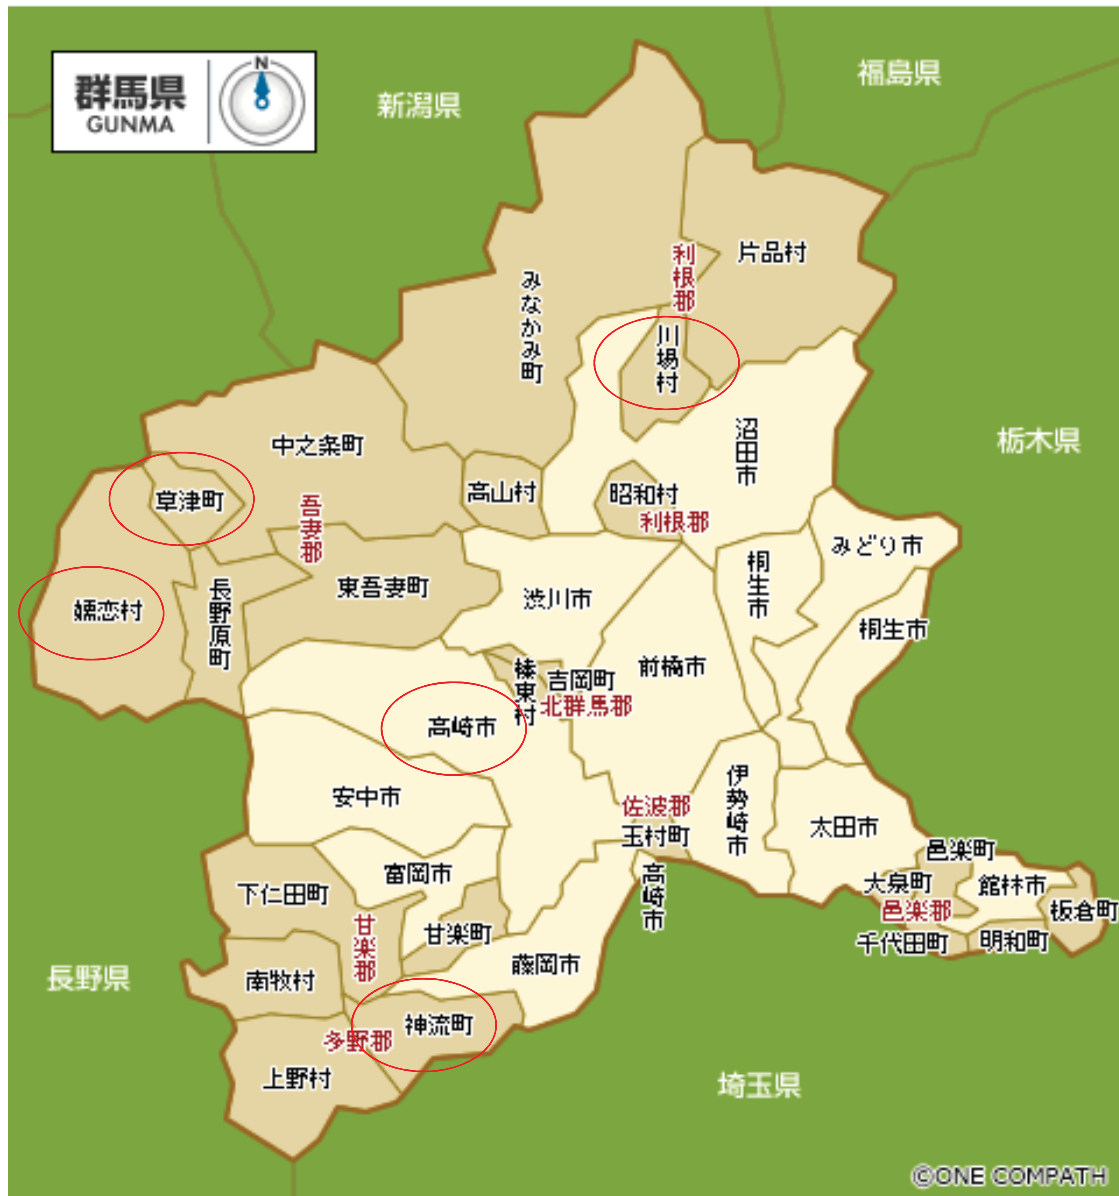 群馬県
GUNMA
N
新潟県
福島県
片品村
利根郡
みなかみ町
川場村
沼田市
栃木県
中之条町
草津町
高山村
昭和村
利根郡
吾妻郡
みどり市
桐生市
東吾妻町
渋川市
嬬恋村
長野原町
桐生市
前橋市
榛東村
吉岡町
北群馬郡
高崎市
安中市
伊勢崎市
佐波郡
玉村町
太田市
邑楽町
富岡市
高崎市
大泉町
館林市
下仁田町
邑楽郡
板倉町
甘楽郡
甘楽町
千代田町
明和町
長野県
南牧村
藤岡市
神流町
多野郡
上野村
埼玉県
©ONE COMPATH